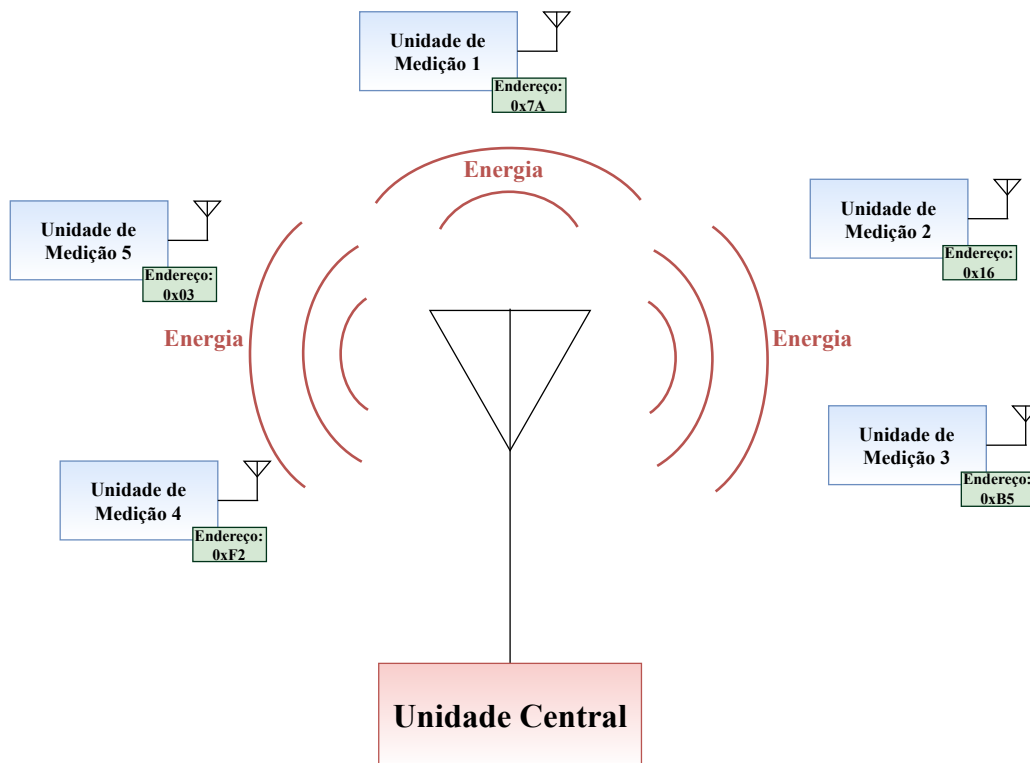 Unidade de
Medição 1
Endereço:
0x7A
Energia
Unidade de
Medição 5
Endereço:
0x03
Unidade de
Medição 2
Endereço:
0x16
Energia
Energia
Unidade de
Medição 3
Endereço:
0xB5
Unidade de
Medição 4
Endereço:
0xF2
Unidade Central